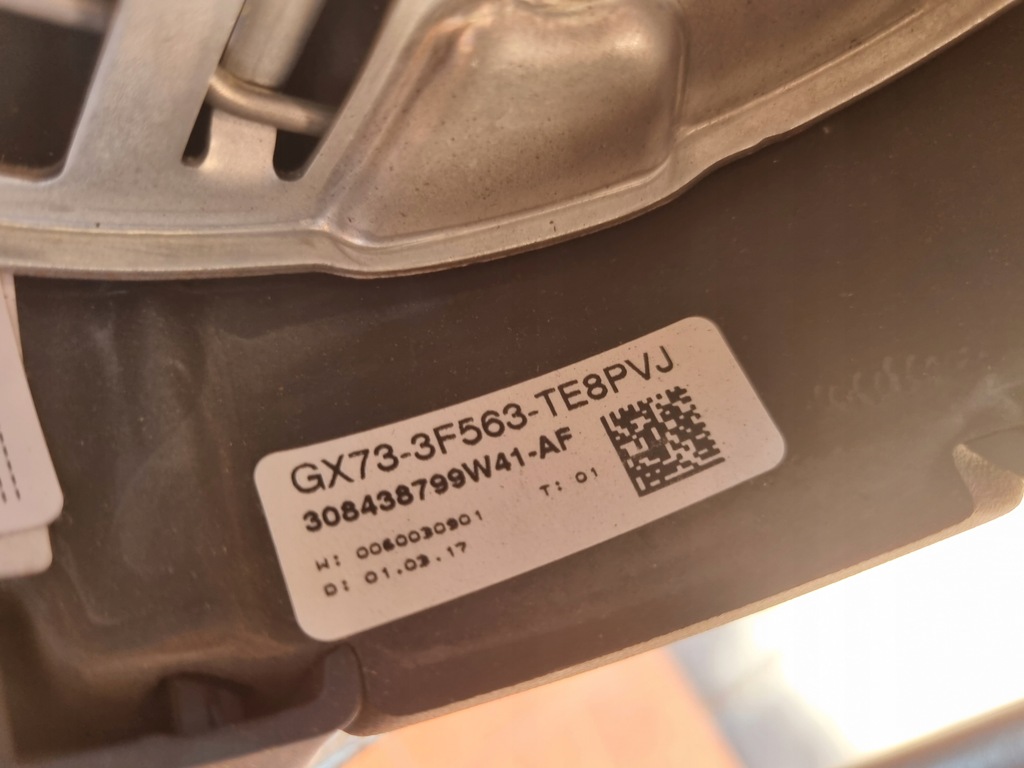 GX73-3F563-TE8PVJ
308438799W41-AF
T: 01
W: 0060030901
D: 01.03.17